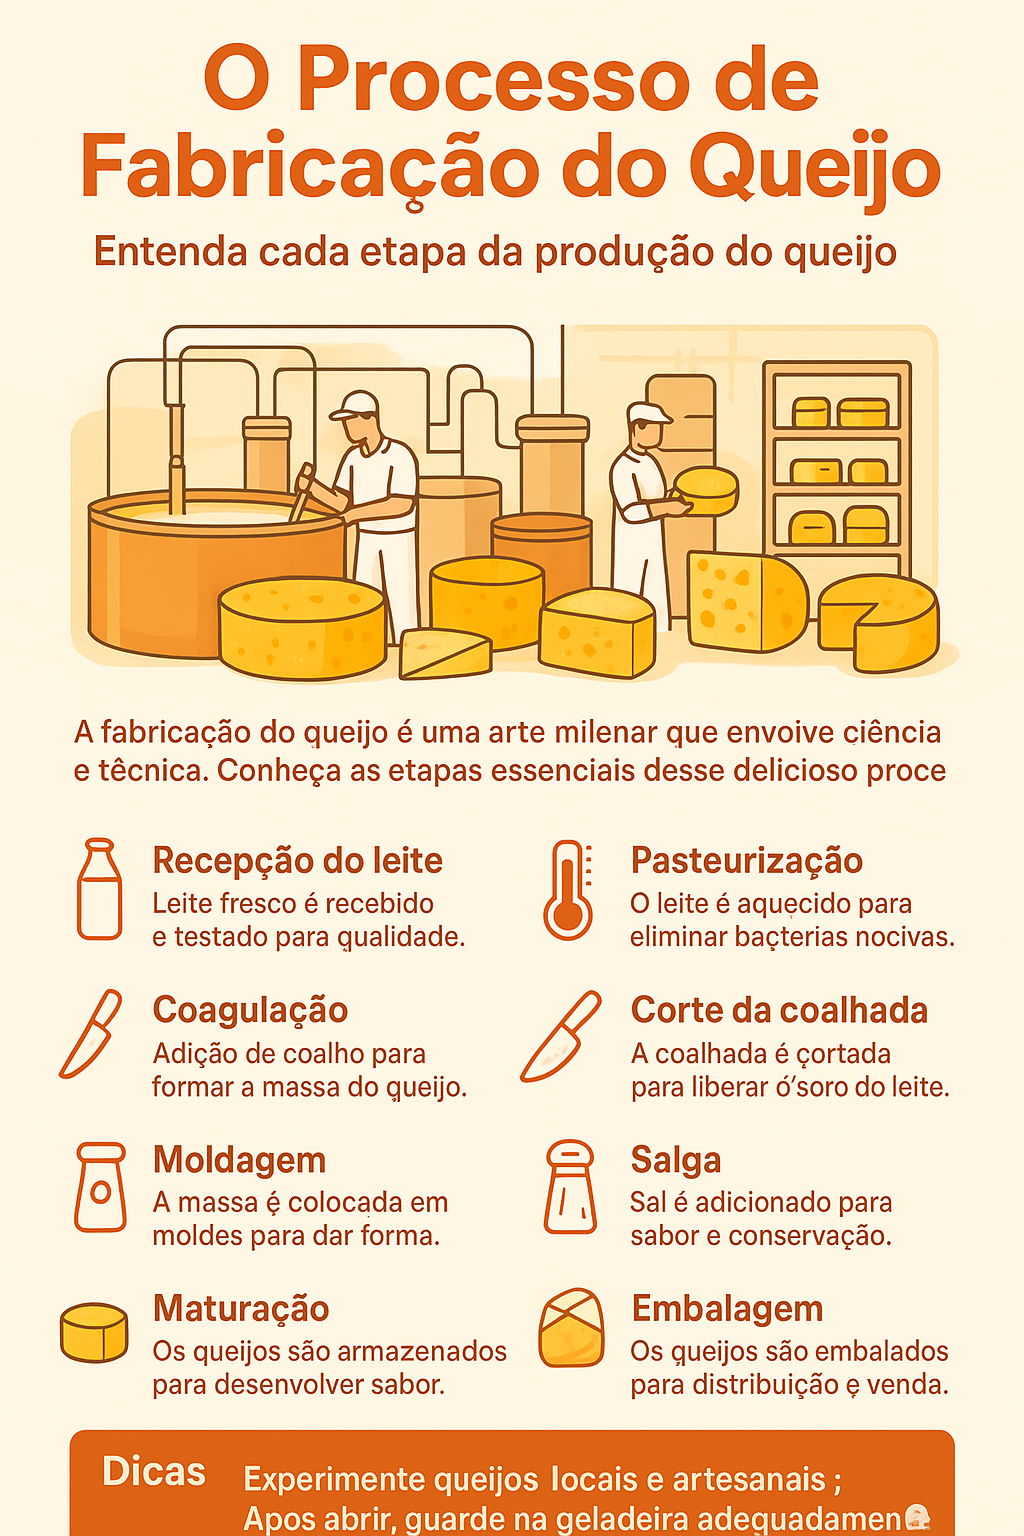 O Processo de
Fabricação do Queijo
Entenda cada etapa da produção do queijo
A fabricação do queijo é uma arte milenar que envoive ciência
e têcnica. Conheça as etapas essenciais desse delicioso proce
Recepção do leite
Leite fresco é recebido
e testado para qualidade.
Pasteurização
O leite é aquecido para
eliminar baçterias nocivas.
Coagulação
Adição de coalho para
formar a massa do queijo.
Corte da coalhada
A coalhada é çortada
para liberar ó’soro do leite.
Moldagem
A massa ȩ́ colocada em
moldes para dar forma.
Salga
Sal é adicionado para
sabor e conservação.
Maturação
Os queijos são armazenados
para desenvolver sabor.
Embalagem
Os queijos são embalados
para distribuição ȩ venda.
Dicas
Experimente queijos locais e artesanais ;
Apos abrir, guarde na geladeira adeguadamen